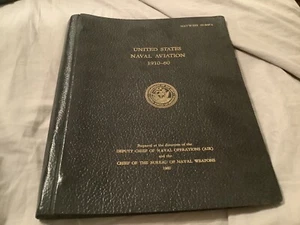 UNITED STATES
NAVAL AVIATION
1910-60
Prepared at the direction of the
DEPUTY CHIEF OF NAVAL OPERATIONS (AIR)
and the
CHIEF OF THE BUREAU OF NAVAL WEAPONS
1960